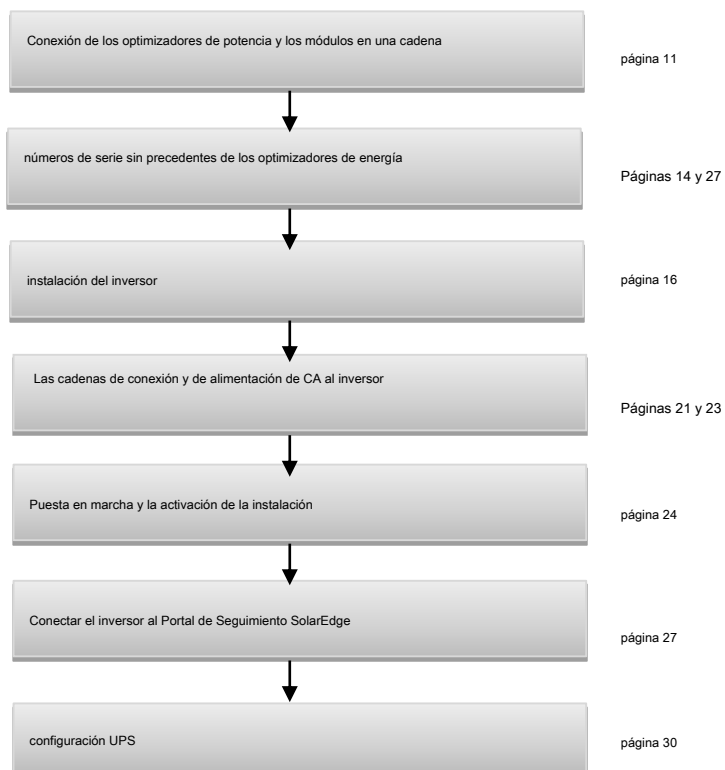 Conexión de los optimizadores de potencia y los módulos en una cadena
página 11
números de serie sin precedentes de los optimizadores de energía
Páginas 14 y 27
instalación del inversor
página 16
Las cadenas de conexión y de alimentación de CA al inversor
Páginas 21 y 23
Puesta en marcha y la activación de la instalación
página 24
Conectar el inversor al Portal de Seguimiento SolarEdge
página 27
configuración UPS
página 30